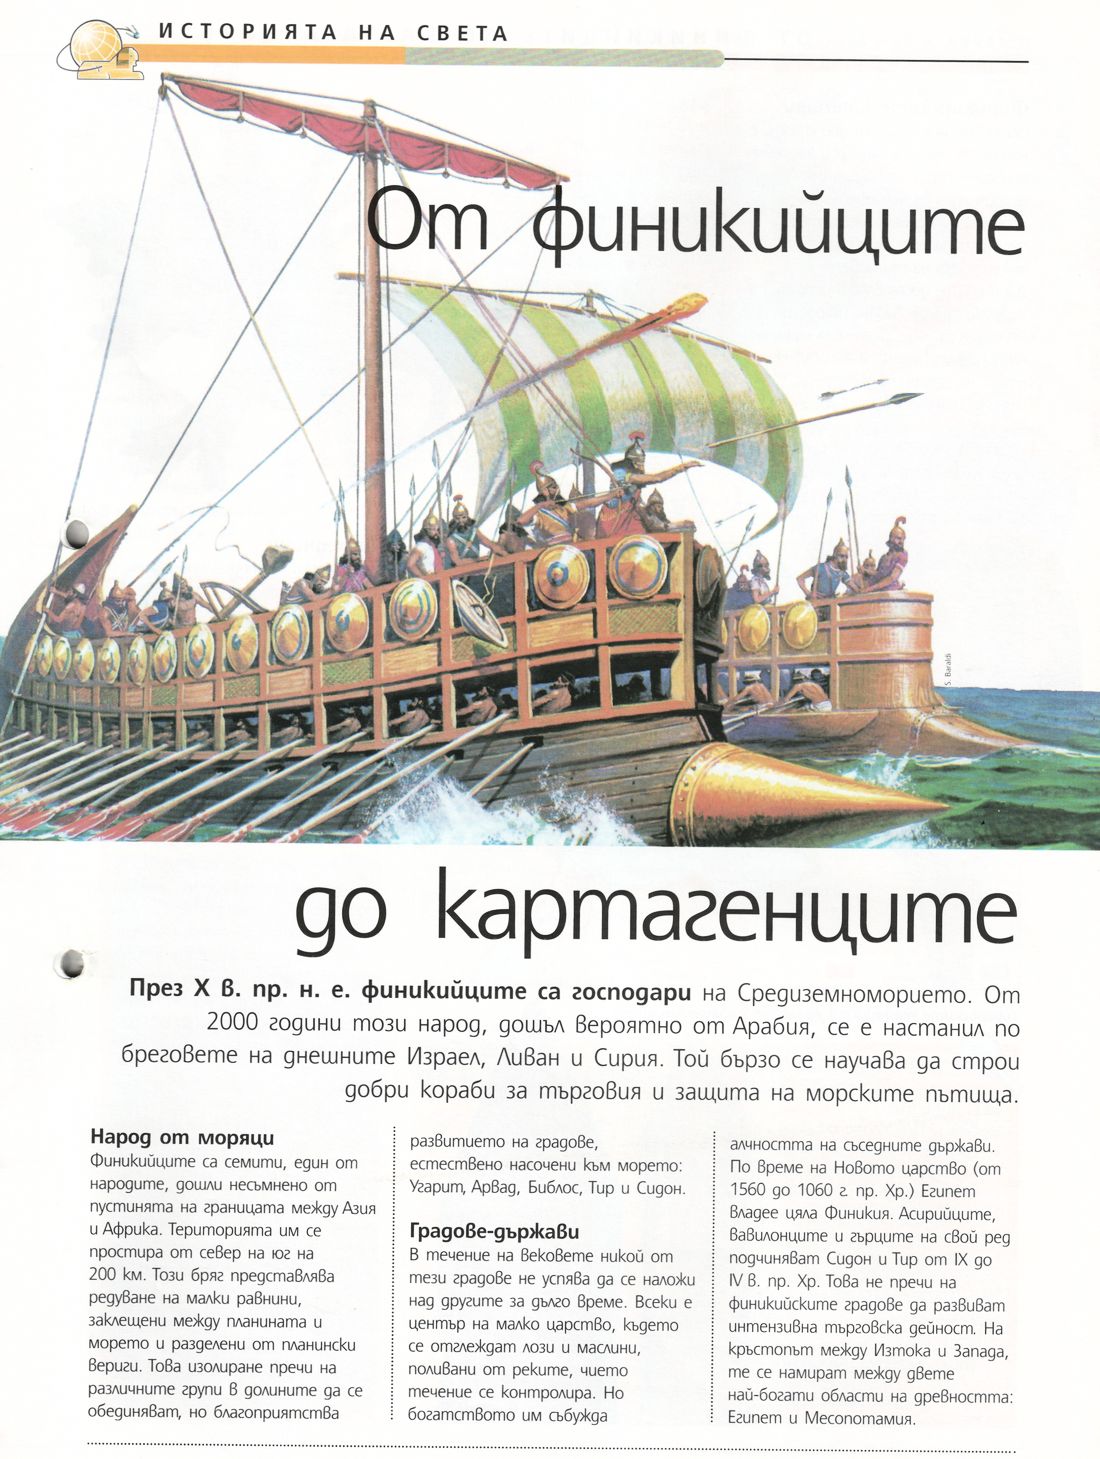 ИСТОРИЯТА НА СВЕТА
От финикийците
S. Baraldi
до картагенците
През X в. пр. н. е. финикийците са господари на Средиземноморието. От
2000 години този народ, дошъл вероятно от Арабия, се е настанил по
бреговете на днешните Израел, Ливан и Сирия. Той бързо се научава да строи
добри кораби за търговия и защита на морските пътища.
Народ от моряци
Финикийците са семити, един от
народите, дошли несъмнено от
пустинята на границата между Азия
и Африка. Територията им се
простира от север на юг на
200 km. Този бряг представлява
редуване на малки равнини,
заклещени между планината и
морето и разделени от планински
вериги. Това изолиране пречи на
различните групи в долините да се
обединяват, но благоприятства
развитието на градове,
естествено насочени към морето:
Угарит, Арвад, Библос, Тир и Сидон.
Градове-държави
В течение на вековете никой от
тези градове не успява да се наложи
над другите за дълго време. Всеки е
център на малко царство, където
се отглеждат лози и маслини,
поливани от реките, чието
течение се контролира. Но
богатството им събужда
алчността на съседните държави.
По време на Новото царство (от
1560 до 1060 г. пр. Хр.) Египет
владее цяла Финикия. Асирийците,
вавилонците и гърците на свой ред
подчиняват Сидон и Тир от IX до
IV в. пр. Хр. Това не пречи на
финикийските градове да развиват
интензивна търговска дейност. На
кръстопът между Изтока и Запада,
те се намират между двете
най-богати области на древността:
Египет и Месопотамия.